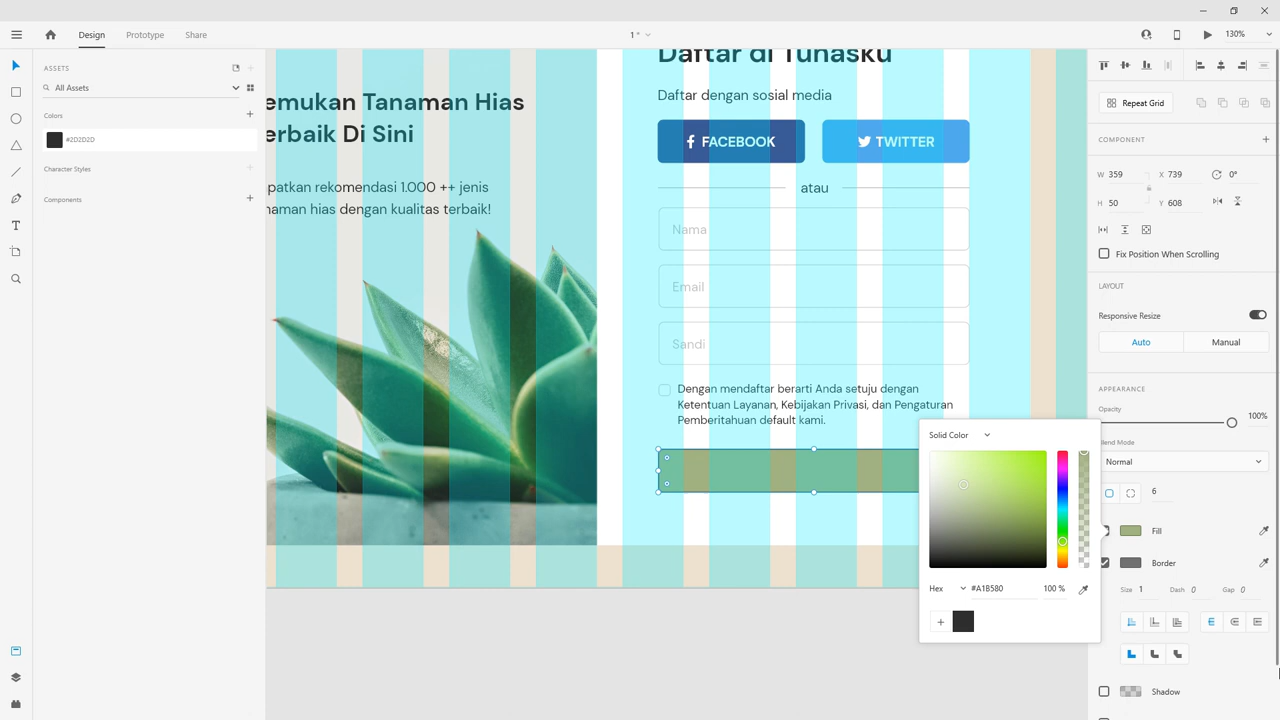 Design
Prototype
Share
1 *
130%
ASSETS
All Assets
Colors
#2D2D2D
Character Styles
Components
emukan Tanaman Hias
erbaik Di Sini
patkan rekomendasi 1.000 ++ jenis
naman hias dengan kualitas terbaik!
Daftar di Tunasku
Daftar dengan sosial media
FACEBOOK
TWITTER
atau
Nama
Email
Sandi
Dengan mendaftar berarti Anda setuju dengan
Ketentuan Layanan, Kebijakan Privasi, dan Pengaturan
Pemberitahuan default kami.
Solid Color
Hex
#A1B580
100 %
Repeat Grid
COMPONENT
W 359
X 739
0°
H 50
Y 608
Fix Position When Scrolling
LAYOUT
Responsive Resize
Auto
Manual
APPEARANCE
Opacity
100%
Blend Mode
Normal
6
Fill
Border
Size 1
Dash 0
Gap 0
Shadow